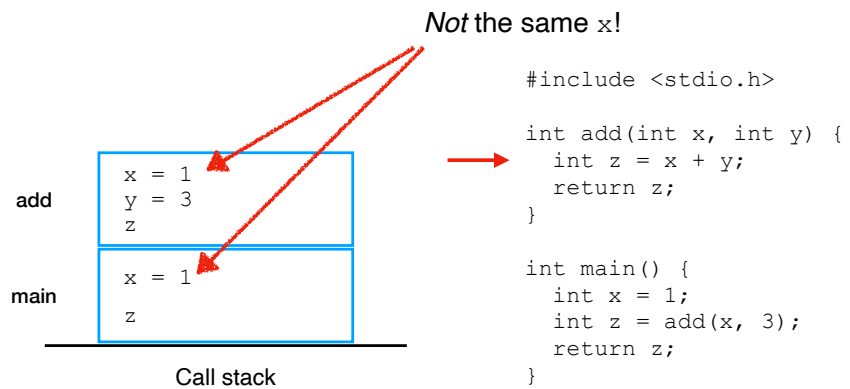 Not the same x!
add
x = 1
y = 3
z
main
x = 1
z
Call stack
#include <stdio.h>
int add(int x, int y) {
  int z = x + y;
  return z;
}
int main() {
  int x = 1;
  int z = add(x, 3);
  return z;
}